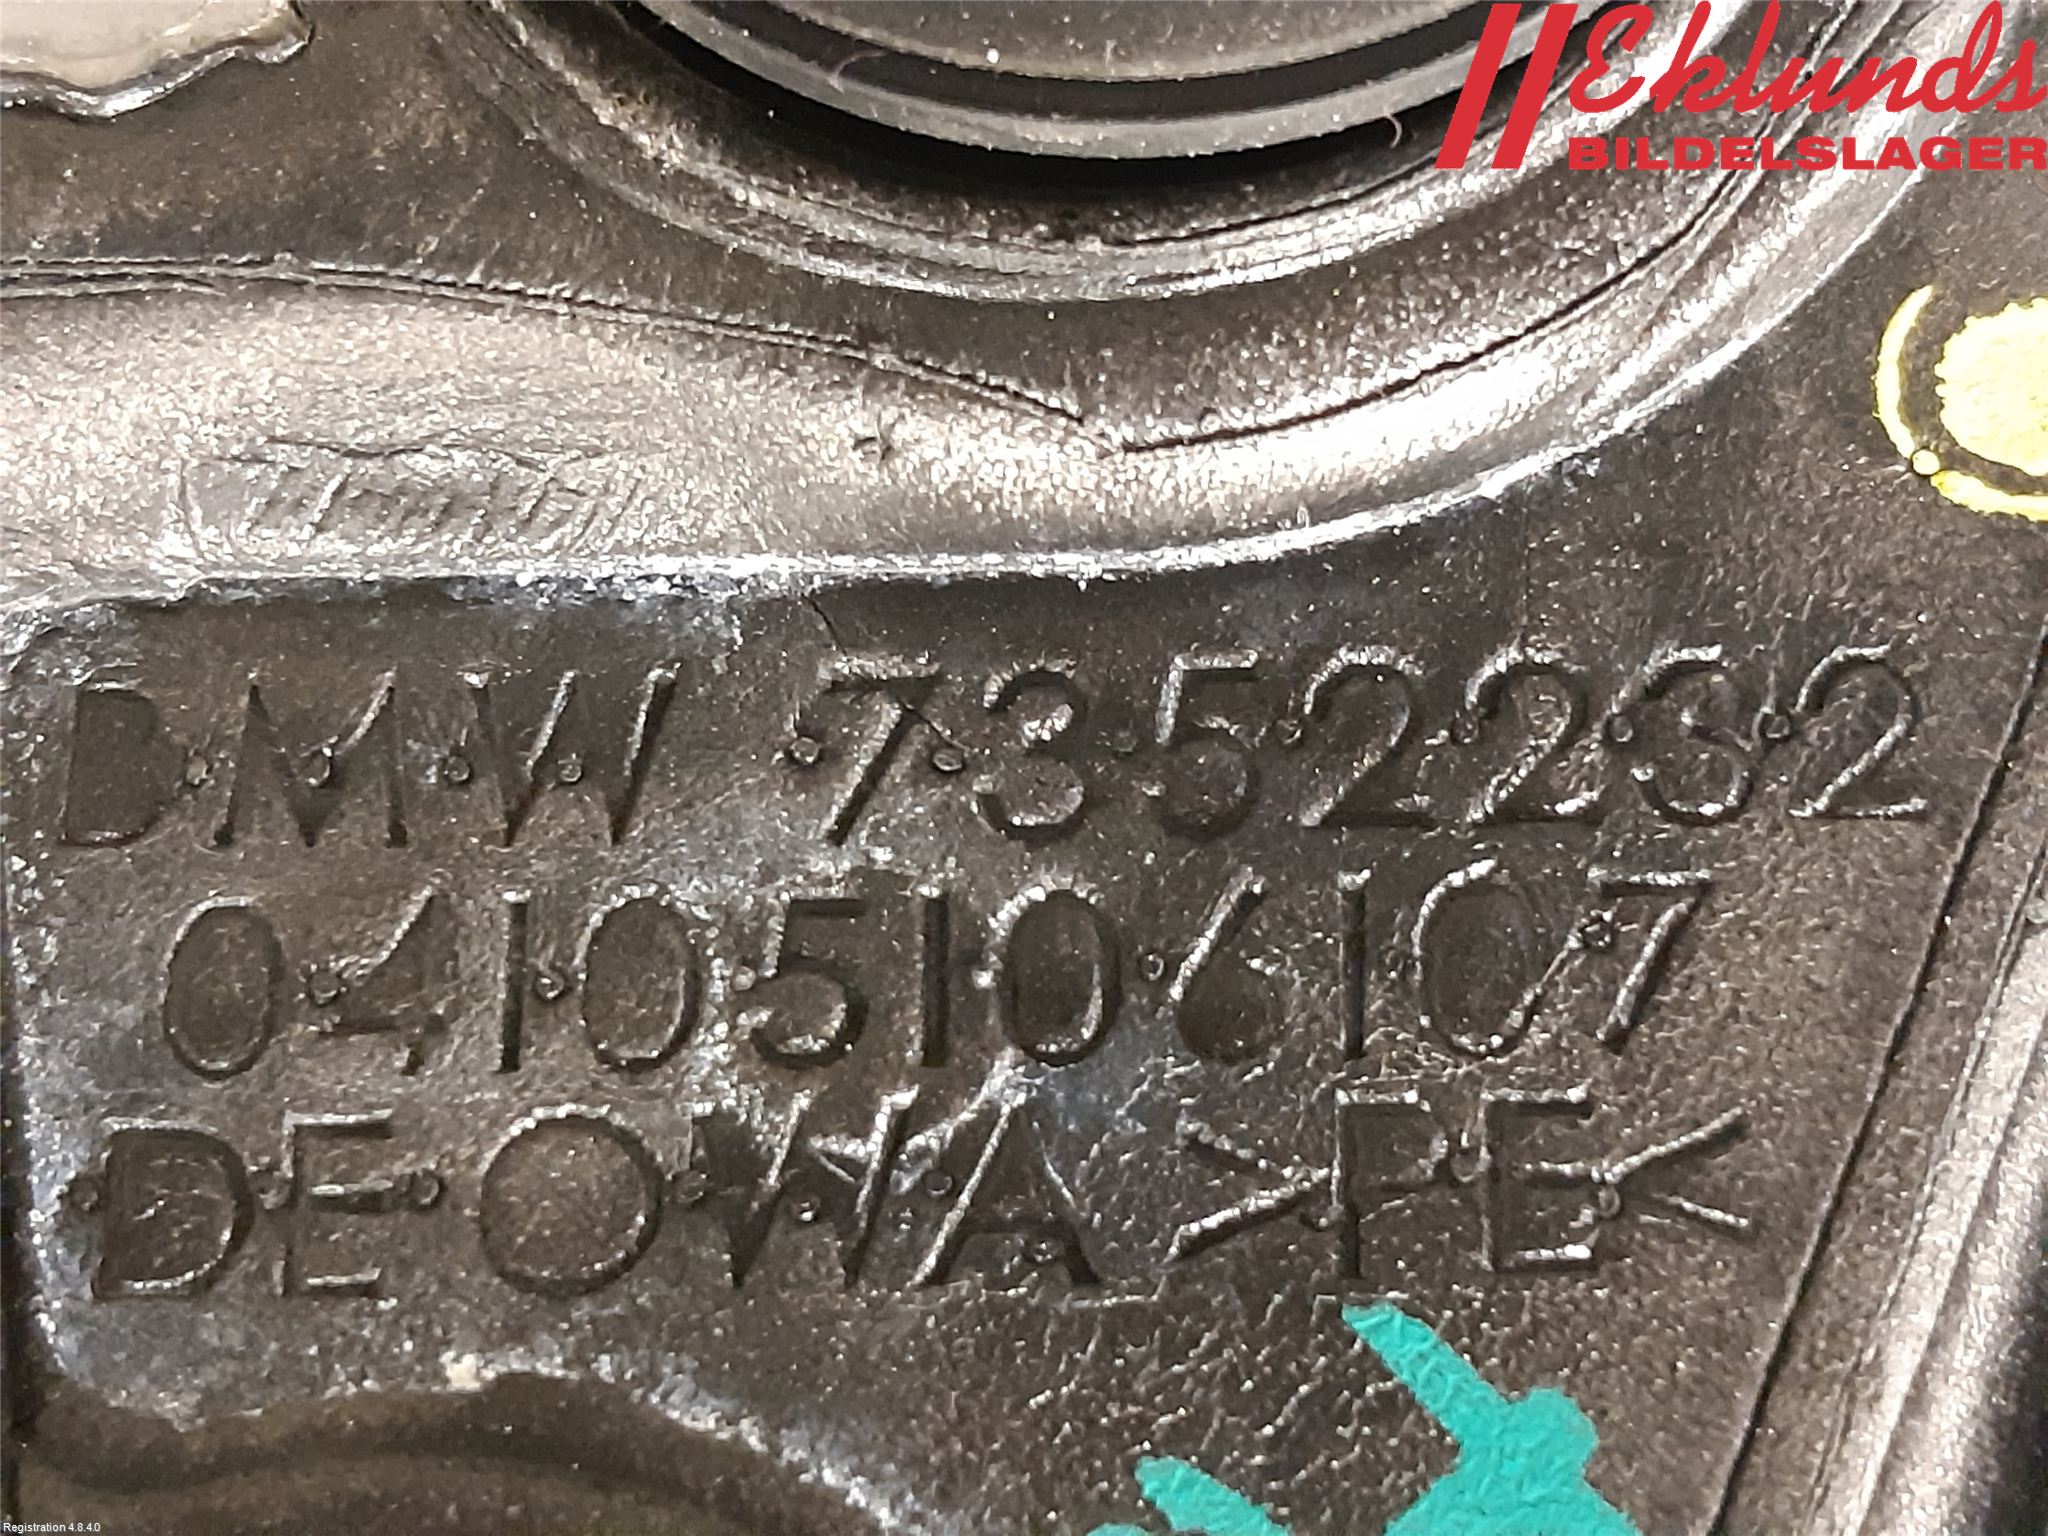 Eklunds
BILDELSLAGER
BMW 7352232
04105106107
DE OWA >PE<
Registration 4.8.4.0